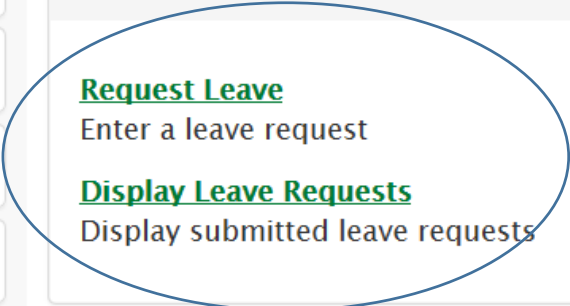 Request Leave
Enter a leave request
Display Leave Requests
Display submitted leave requests